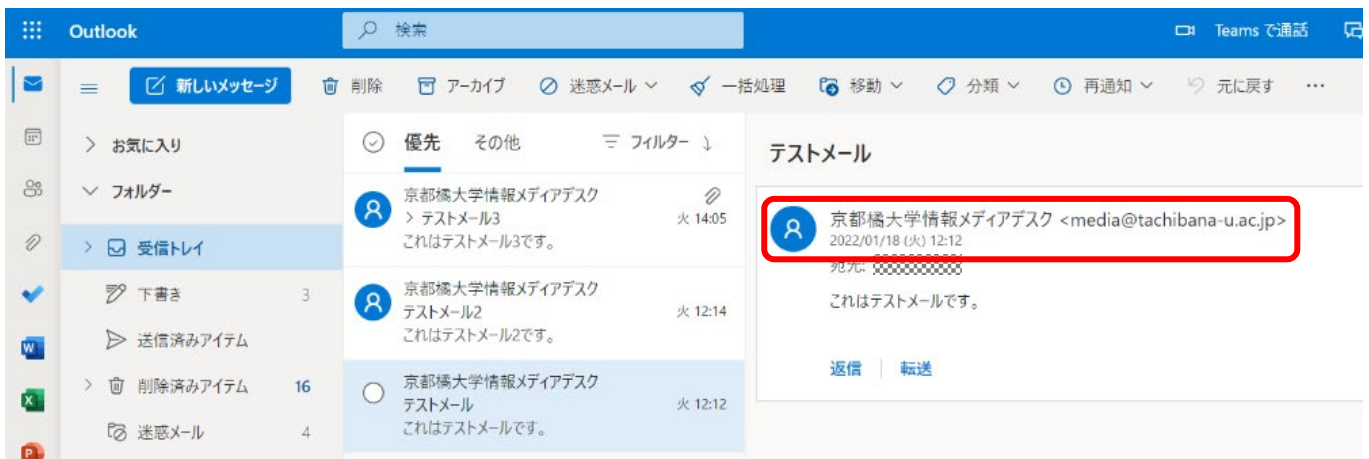 Outlook
検索
Teams で通話
新しいメッセージ
削除
アーカイブ
迷惑メール
一括処理
移動
分類
再通知
元に戻す
お気に入り
フォルダー
受信トレイ
下書き 3
送信済みアイテム
削除済みアイテム 16
迷惑メール 4
優先 その他 フィルター
京都橘大学情報メディアデスク
> テストメール3 火 14:05
これはテストメール3です。
京都橘大学情報メディアデスク
テストメール2 火 12:14
これはテストメール2です。
京都橘大学情報メディアデスク
テストメール 火 12:12
これはテストメールです。
テストメール
京都橘大学情報メディアデスク <media@tachibana-u.ac.jp>
2022/01/18 (火) 12:12
宛先:
これはテストメールです。
返信 転送